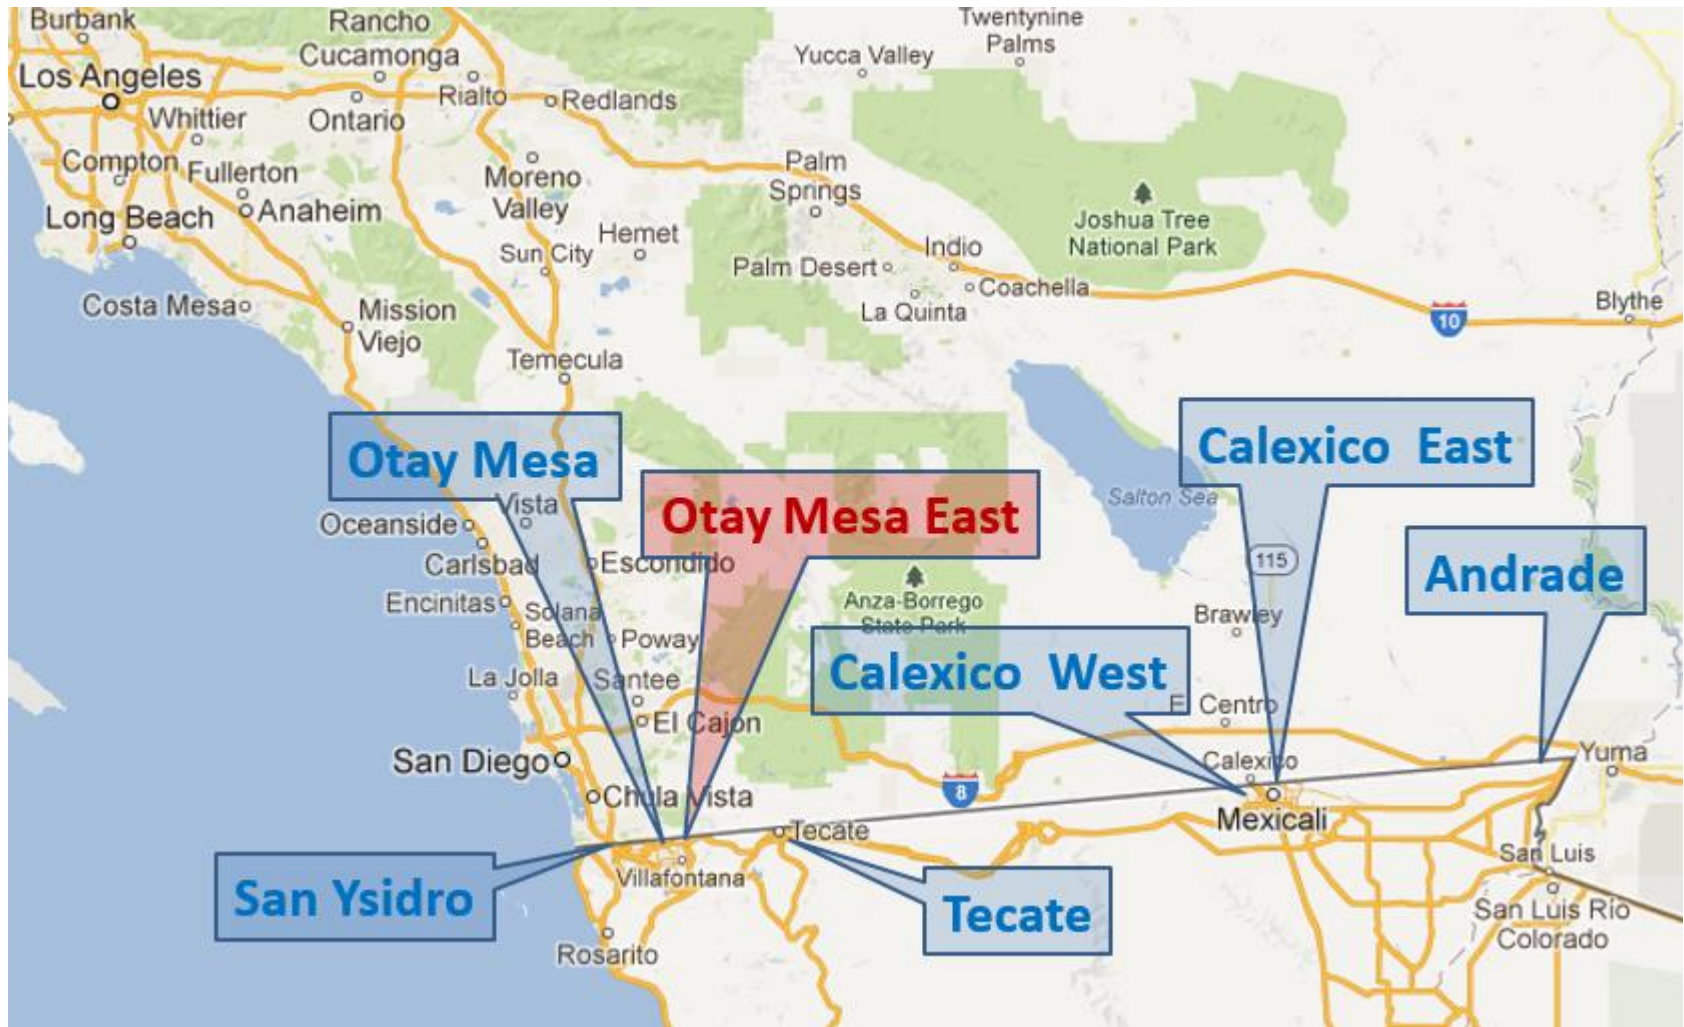 Burbank
Rancho
Cucamonga
Twentynine
Palms
Yucca Valley
Los Angeles
Rialto
Redlands
Whittier
Ontario
Compton
Fullerton
Moreno
Valley
Palm
Springs
Long Beach
Anaheim
Joshua Tree
National Park
Hemet
Sun City
Indio
Palm Desert
Coachella
La Quinta
Costa Mesa
Mission
Viejo
10
Blythe
Temecula
Otay Mesa
Calexico East
Otay Mesa East
Vista
Salton Sea
Oceanside
Carlsbad
Escondido
115
Andrade
Encinitas
Solana
Beach
Anza-Borrego
State Park
Brawley
Poway
Calexico West
La Jolla
Santee
El Centro
El Cajon
San Diego
Calexico
Yuma
8
Chula Vista
Mexicali
Tecate
San Luis
Villafontana
San Ysidro
Tecate
San Luis Río
Colorado
Rosarito